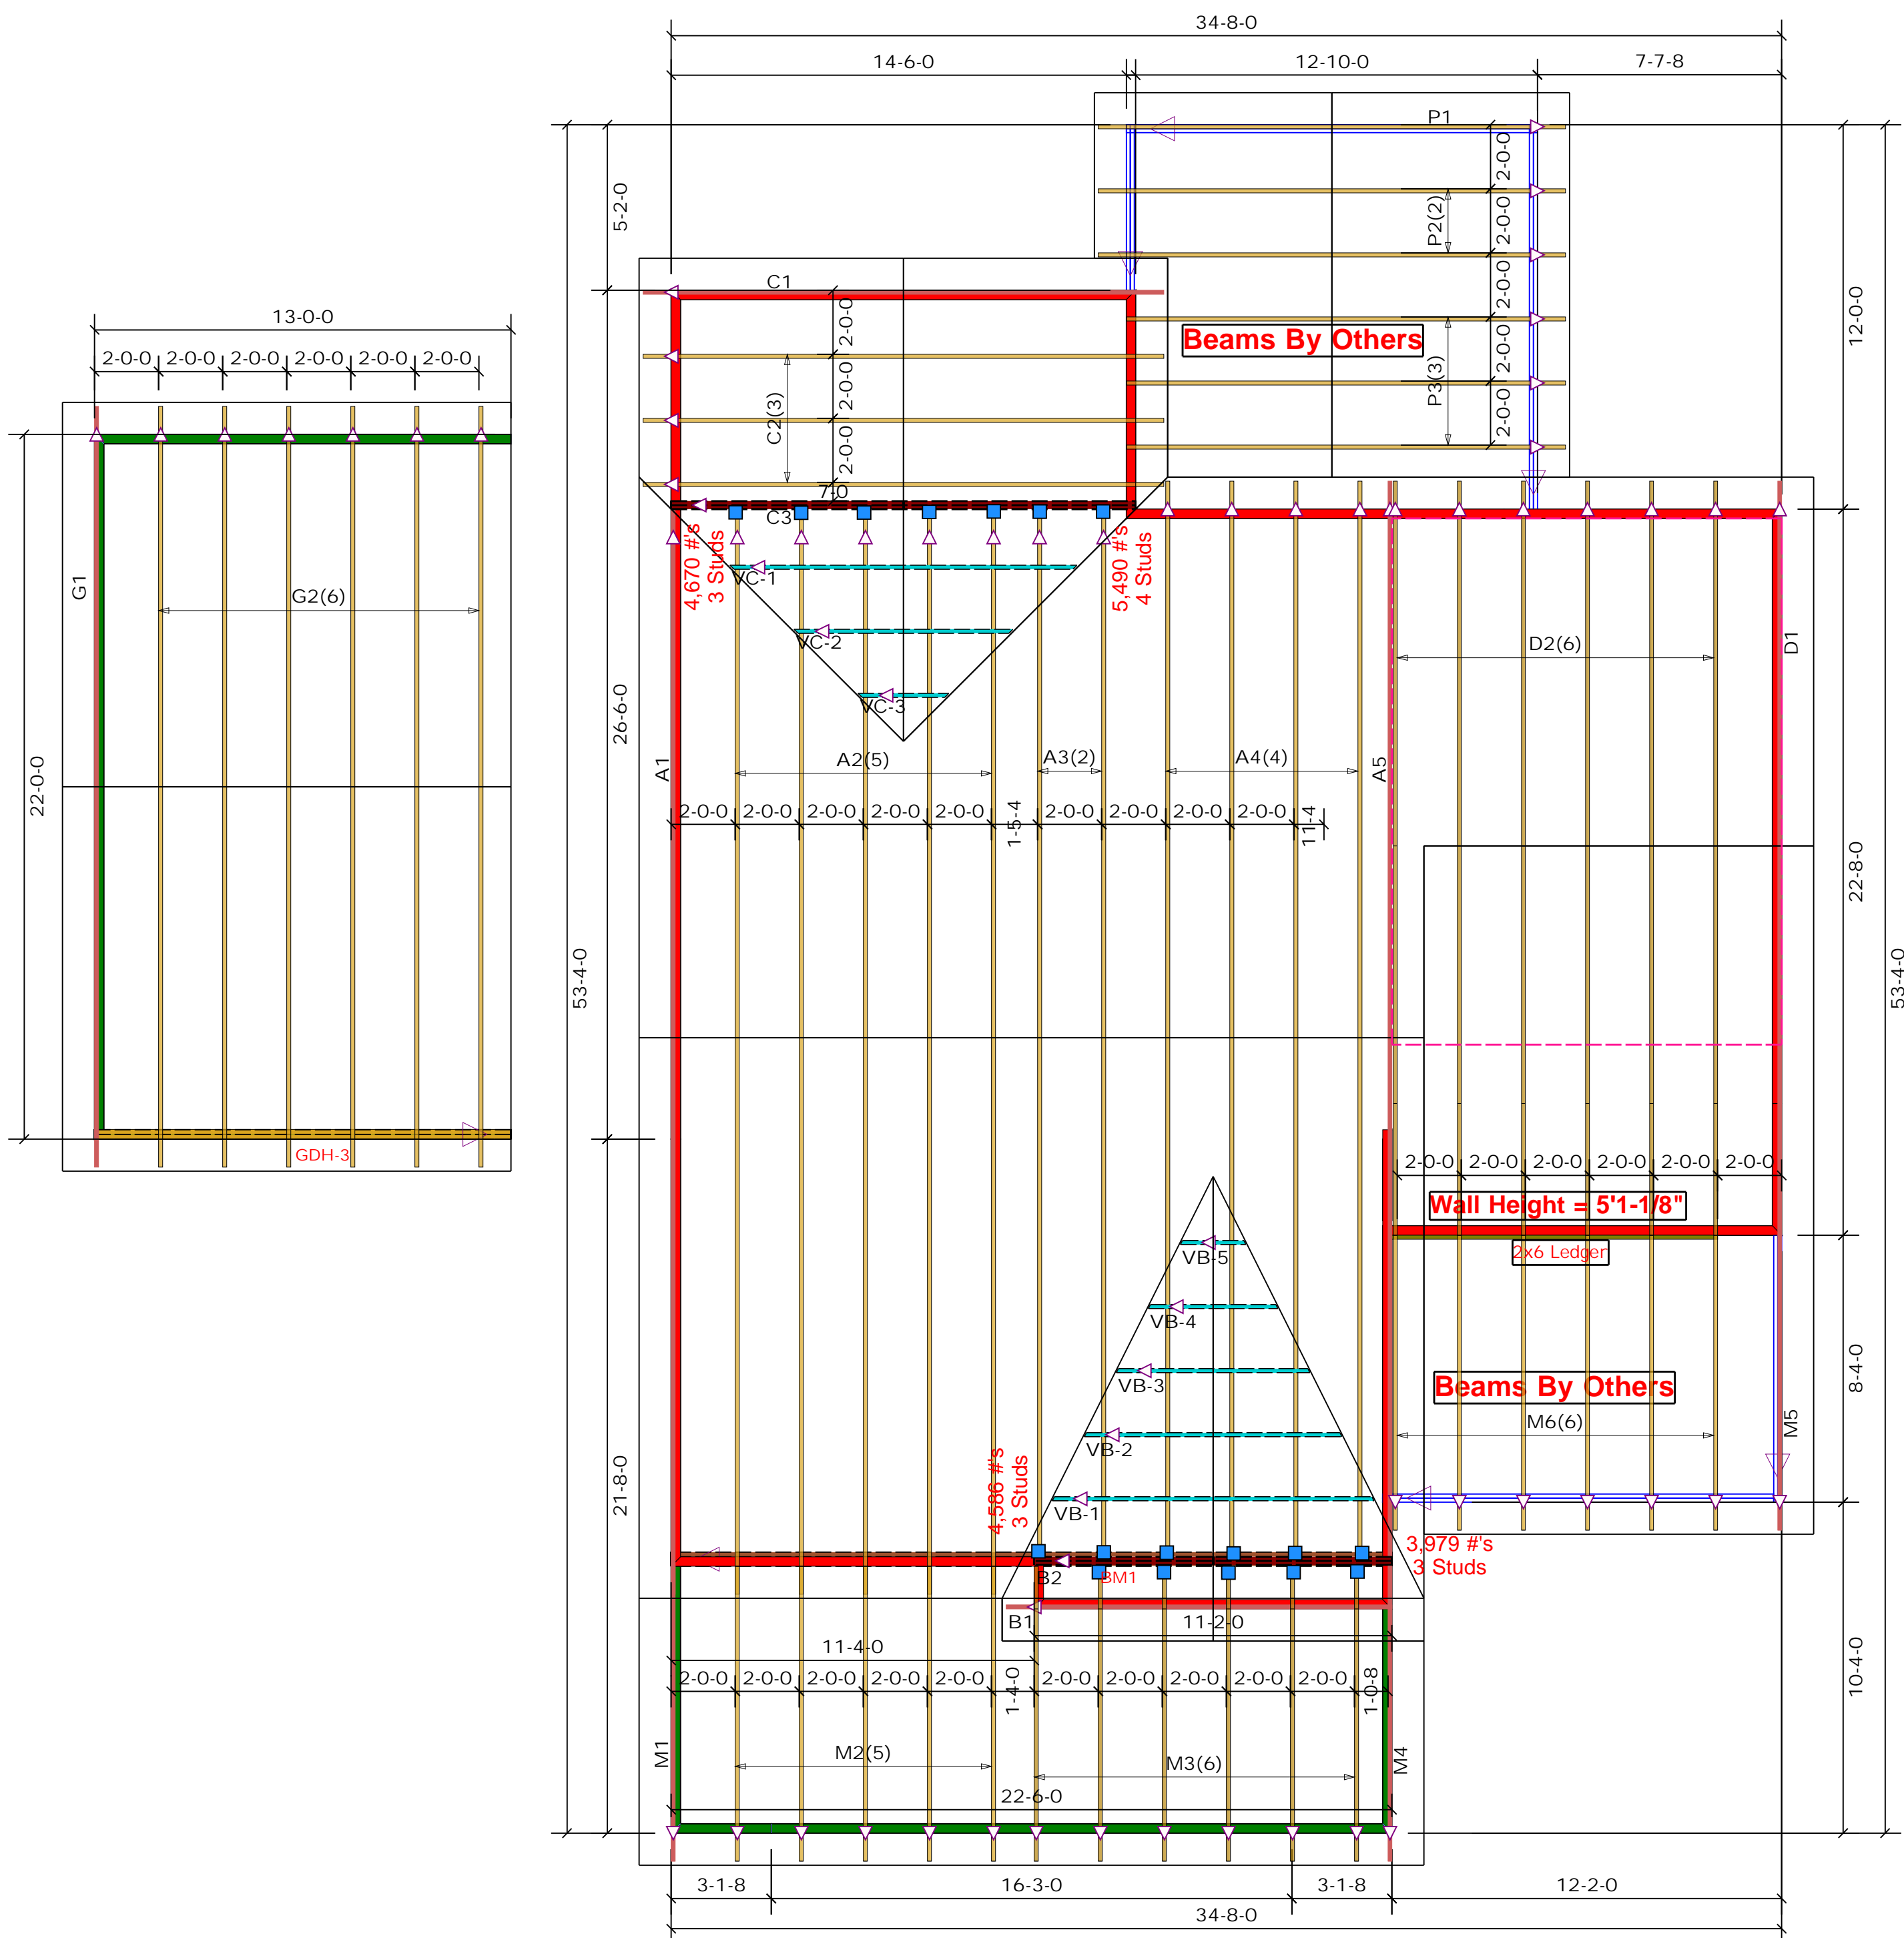 34-8-0
14-6-0
12-10-0
7-7-8
P1
2-0-0
2-0-0
2-0-0
2-0-0
2-0-0
P2(2)
P3(3)
5-2-0
12-0-0
C1
2-0-0
2-0-0
2-0-0
C2(3)
Beams By Others
13-0-0
2-0-0 2-0-0 2-0-0 2-0-0 2-0-0 2-0-0
7-0
C3
4,670 #'s
3 Studs
5,490 #'s
4 Studs
VC-1
VC-2
VC-3
G1
G2(6)
D2(6)
D1
22-0-0
26-6-0
A1
A2(5)
A3(2)
A4(4)
A5
2-0-0 2-0-0 2-0-0 2-0-0 2-0-0 1-5-4 2-0-0 2-0-0 2-0-0 2-0-0 11-4
22-8-0
53-4-0
53-4-0
GDH-3
2-0-0 2-0-0 2-0-0 2-0-0 2-0-0 2-0-0
Wall Height = 5'1-1/8"
2x6 Ledger
VB-5
VB-4
VB-3
VB-2
VB-1
8-4-0
Beams By Others
M6(6)
M5
21-8-0
4,586 #'s
3 Studs
3,979 #'s
3 Studs
B2
BM1
B1
11-2-0
11-4-0
2-0-0 2-0-0 2-0-0 2-0-0 2-0-0 1-4-0 2-0-0 2-0-0 2-0-0 2-0-0 2-0-0 1-0-8
10-4-0
M1
M2(5)
M3(6)
M4
22-6-0
3-1-8
16-3-0
3-1-8
12-2-0
34-8-0